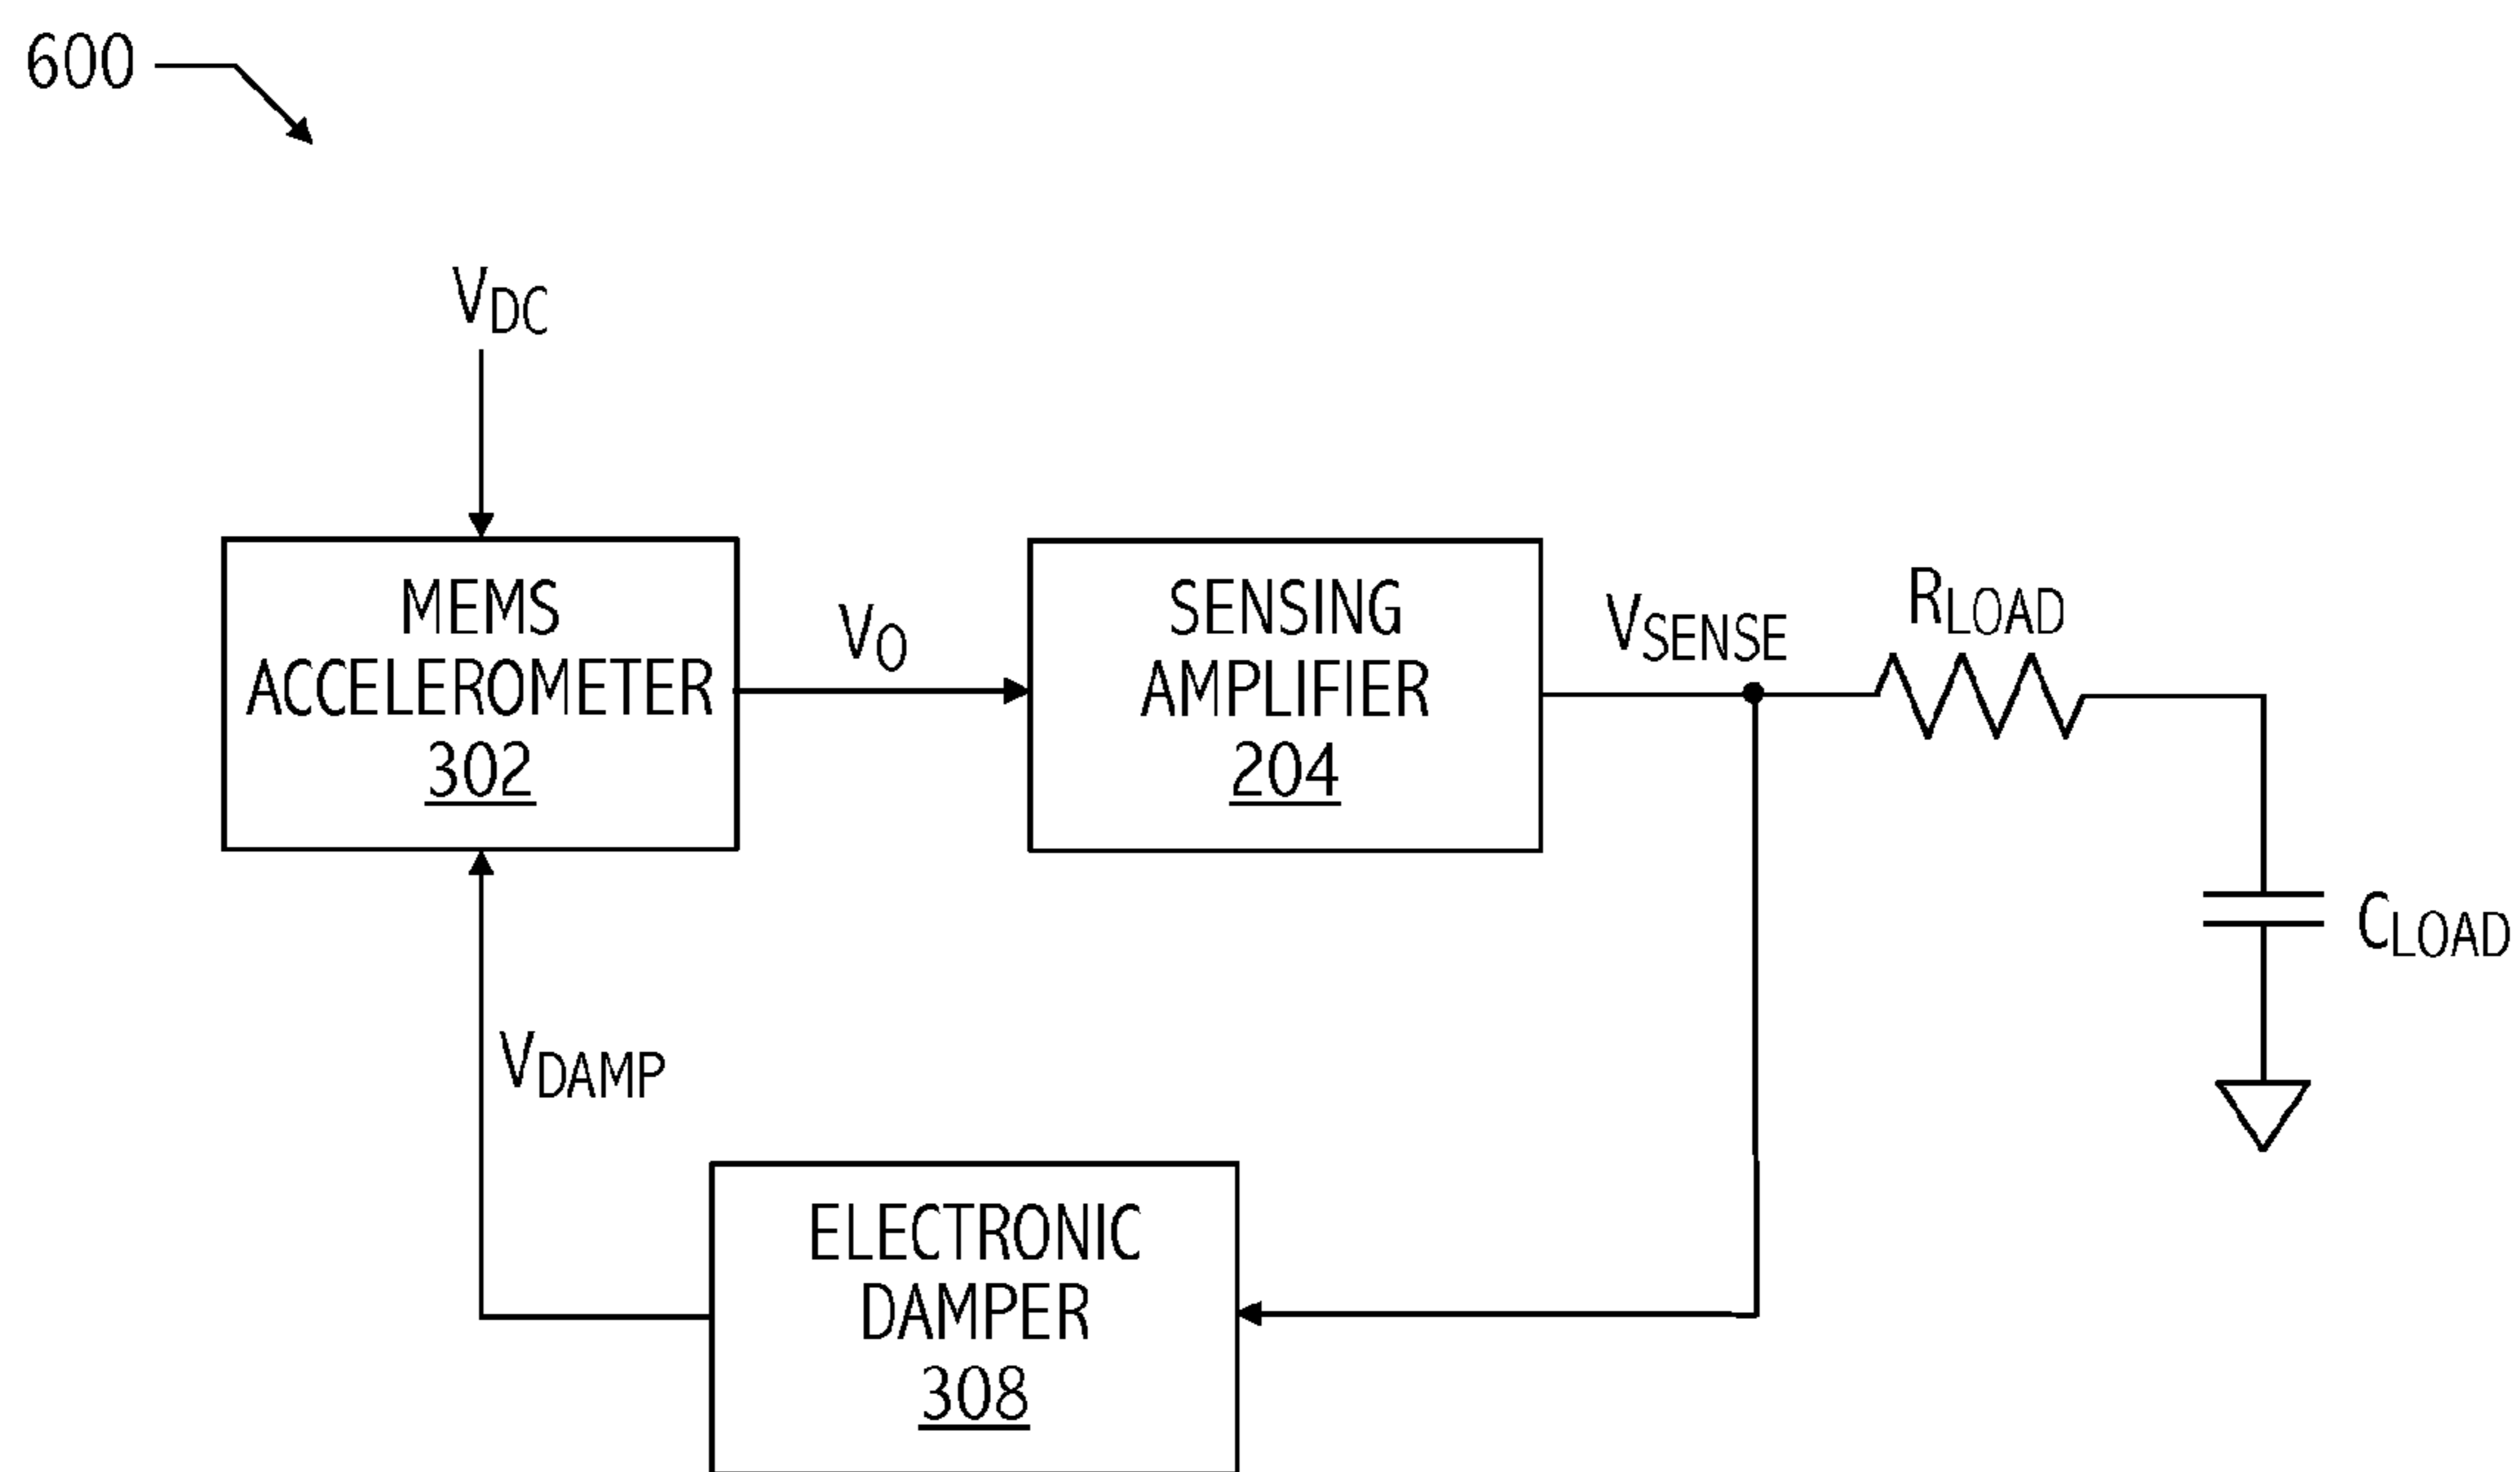 600
VDC
MEMS
ACCELEROMETER
302
VO
SENSING
AMPLIFIER
204
VSENSE
RLOAD
CLOAD
VDAMP
ELECTRONIC
DAMPER
308